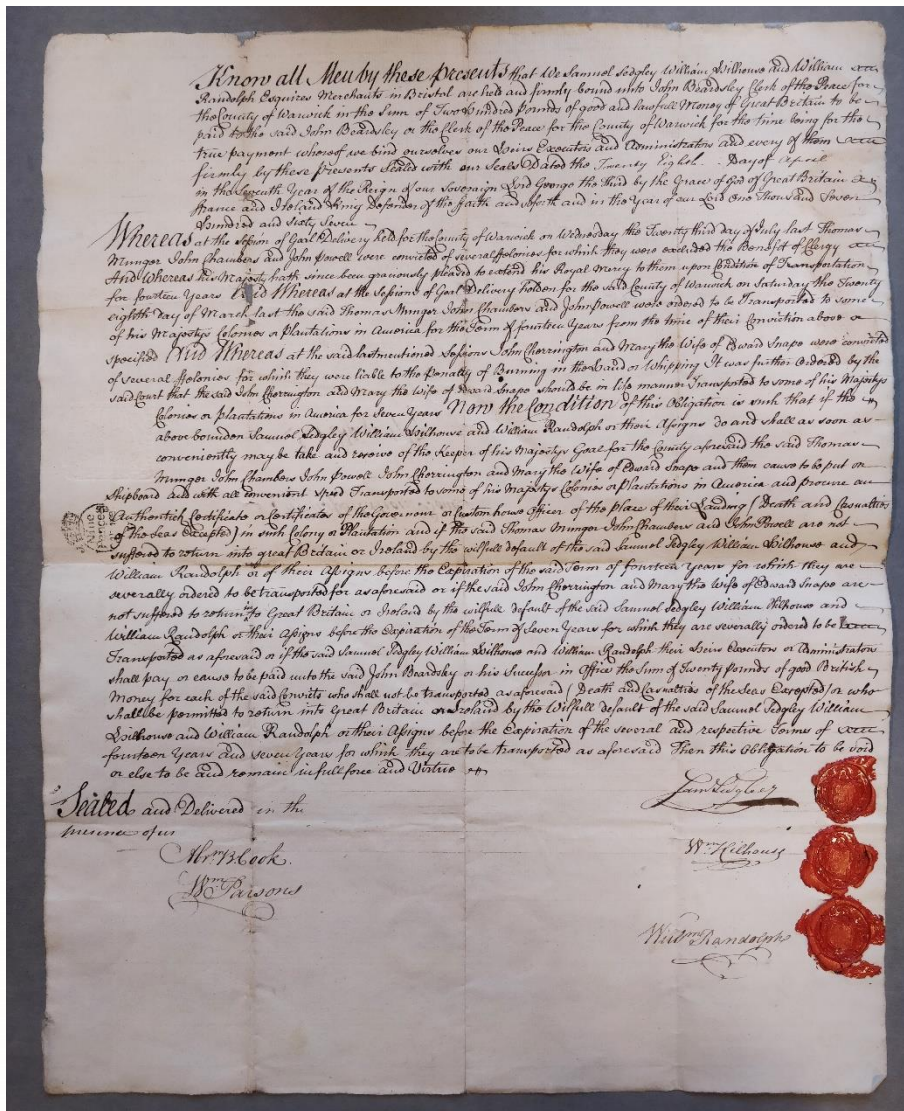 Know all Men by these presents that We Samuel Sedgley William Hilhouse and William
Randolph Esquires Merchants in Bristol are held and firmly bound unto John Beardsley Clerk of the Peace for
the County of Warwick in the Sum of Two Hundred pounds of good and lawfull Money of Great Britain to be
paid to the said John Beardsley or the Clerk of the Peace for the County of Warwick for the time being for the
true payment whereof we bind ourselves our Heirs Executors and Administrators and every of them
firmly by these presents Sealed with our Seals Dated the Twenty Eighth Day of April
in the Seventh Year of the Reign of our Sovereign Lord George the third by the Grace of God of Great Britain
france and Ireland King Defender of the ffaith and soforth and in the Year of our Lord One Thousand Seven
Hundred and Sixty Seven
Whereas at the Session of Goal Delivery held for the County of Warwick on Wednesday the Twenty third day of July last Thomas
Munger John Chambers and John Powell were convicted of several ffelonies for which they were excluded the Benefit of Clergy
And Whereas his Majesty hath since been graciously pleased to extend his Royal Mercy to them upon Condition of Transportation
for fourteen Years And Whereas at the Sessions of Goal Delivery holden for the said County of Warwick on Saturday the Twenty
eighth Day of March last the said Thomas Munger John Chambers and John Powell were ordered to be Transported to some
of his Majestys Colonies or Plantations in America for the Term of fourteen Years from the time of their Conviction above
specified And Whereas at the said last mentioned Sessions John Cherrington and Mary the Wife of Edward Snape were convicted
of several ffelonies for which they were liable to the Penalty of Burning in the Hand or Whipping It was further Ordered by the
said Court that the said John Cherrington and Mary the Wife of Edward Snape should be in like manner Transported to some of his Majestys
Colonies or Plantations in America for Seven Years Now the Condition of this Obligation is such that if the
above bounden Samuel Sedgley William Hilhouse and William Randolph or their Assigns do and shall as soon as
conveniently may be take and receive of the Keeper of his Majestys Goal for the County aforesaid the said Thomas
Munger John Chambers John Powell John Cherrington and Mary the Wife of Edward Snape and them cause to be put on
Shipboard and with all convenient speed Transported to some of his Majestys Colonies or Plantations in America and procure an
Authentick Certificate or Certificates of the Governour or Customhouse Officer of the place of their Landing (Death and Casualties
of the Seas Excepted) in such Colony or Plantation and if the said Thomas Munger John Chambers and John Powell are not
suffered to return into great Britain or Ireland by the wilfull default of the said Samuel Sedgley William Hilhouse and
William Randolph or of their Assigns before the Expiration of the said Term of fourteen Years for which they are
severally ordered to be transported for as aforesaid or if the said John Cherrington and Mary the Wife of Edward Snape are
not suffered to return to Great Britain or Ireland by the wilfull default of the said Samuel Sedgley William Hilhouse and
William Randolph or their Assigns before the Expiration of the Term of Seven Years for which they are severally ordered to be
Transported as aforesaid or if the said Samuel Sedgley William Hilhouse and William Randolph their Heirs Executors or Administrators
shall pay or cause to be paid unto the said John Beardsley or his Successor in Office the Sum of Twenty pounds of good British
Money for each of the said Convicts who shall not be transported as aforesaid (Death and Casualties of the Seas Excepted) or who
shall be permitted to return into Great Britain or Ireland by the Wilfull default of the said Samuel Sedgley William
Hilhouse and William Randolph or their Assigns before the Expiration of the several and respective Terms of
fourteen Years and seven Years for which they are to be transported as aforesaid Then this Obligation to be void
or else to be and remain in full force and Virtue
Sealed and Delivered in the
presence of us
Abrm B Cook.
Wm Parsons
Sam Sedgley
Wm Hilhouse
Willm Randolph
Nine
Pence